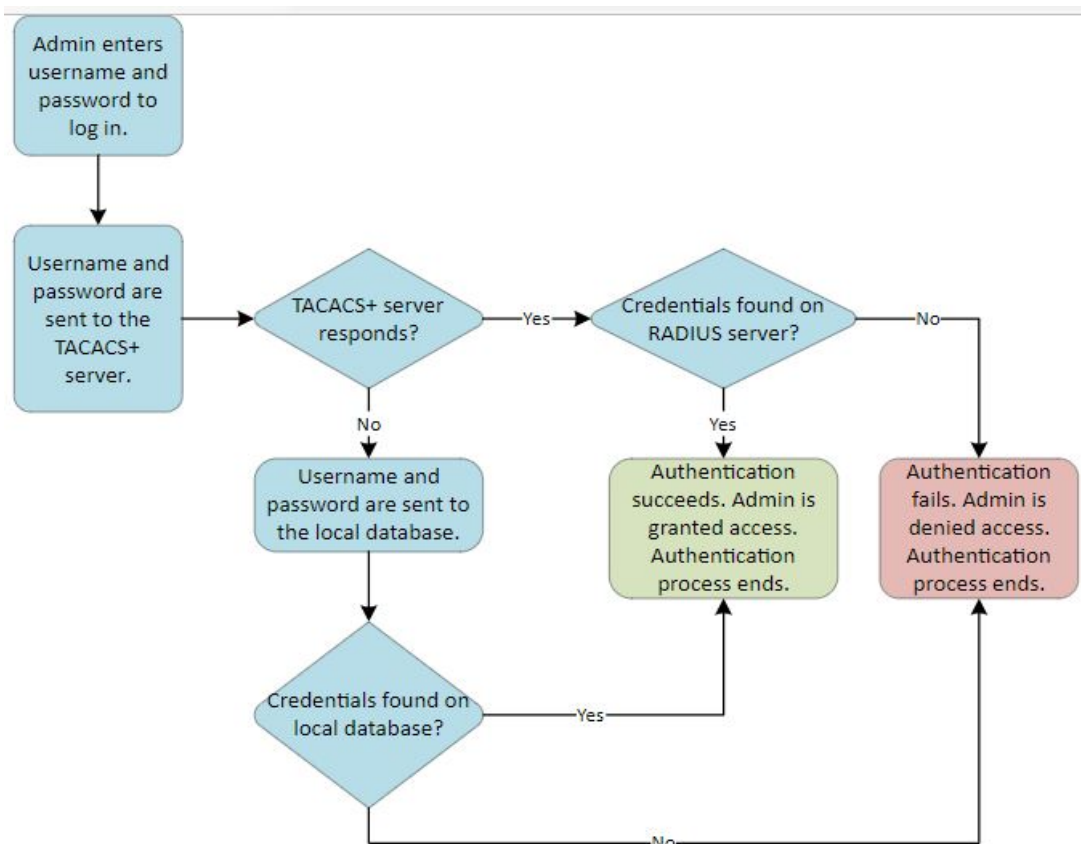 Admin enters
username and
password to
log in.
Username and
password are
sent to the
TACACS+
server.
TACACS+ server
responds?
Yes
Credentials found on
RADIUS server?
No
No
Yes
Username and
password are sent to
the local database.
Authentication
succeeds. Admin is
granted access.
Authentication
process ends.
Authentication
fails. Admin is
denied access.
Authentication
process ends.
Credentials found on
local database?
Yes
No